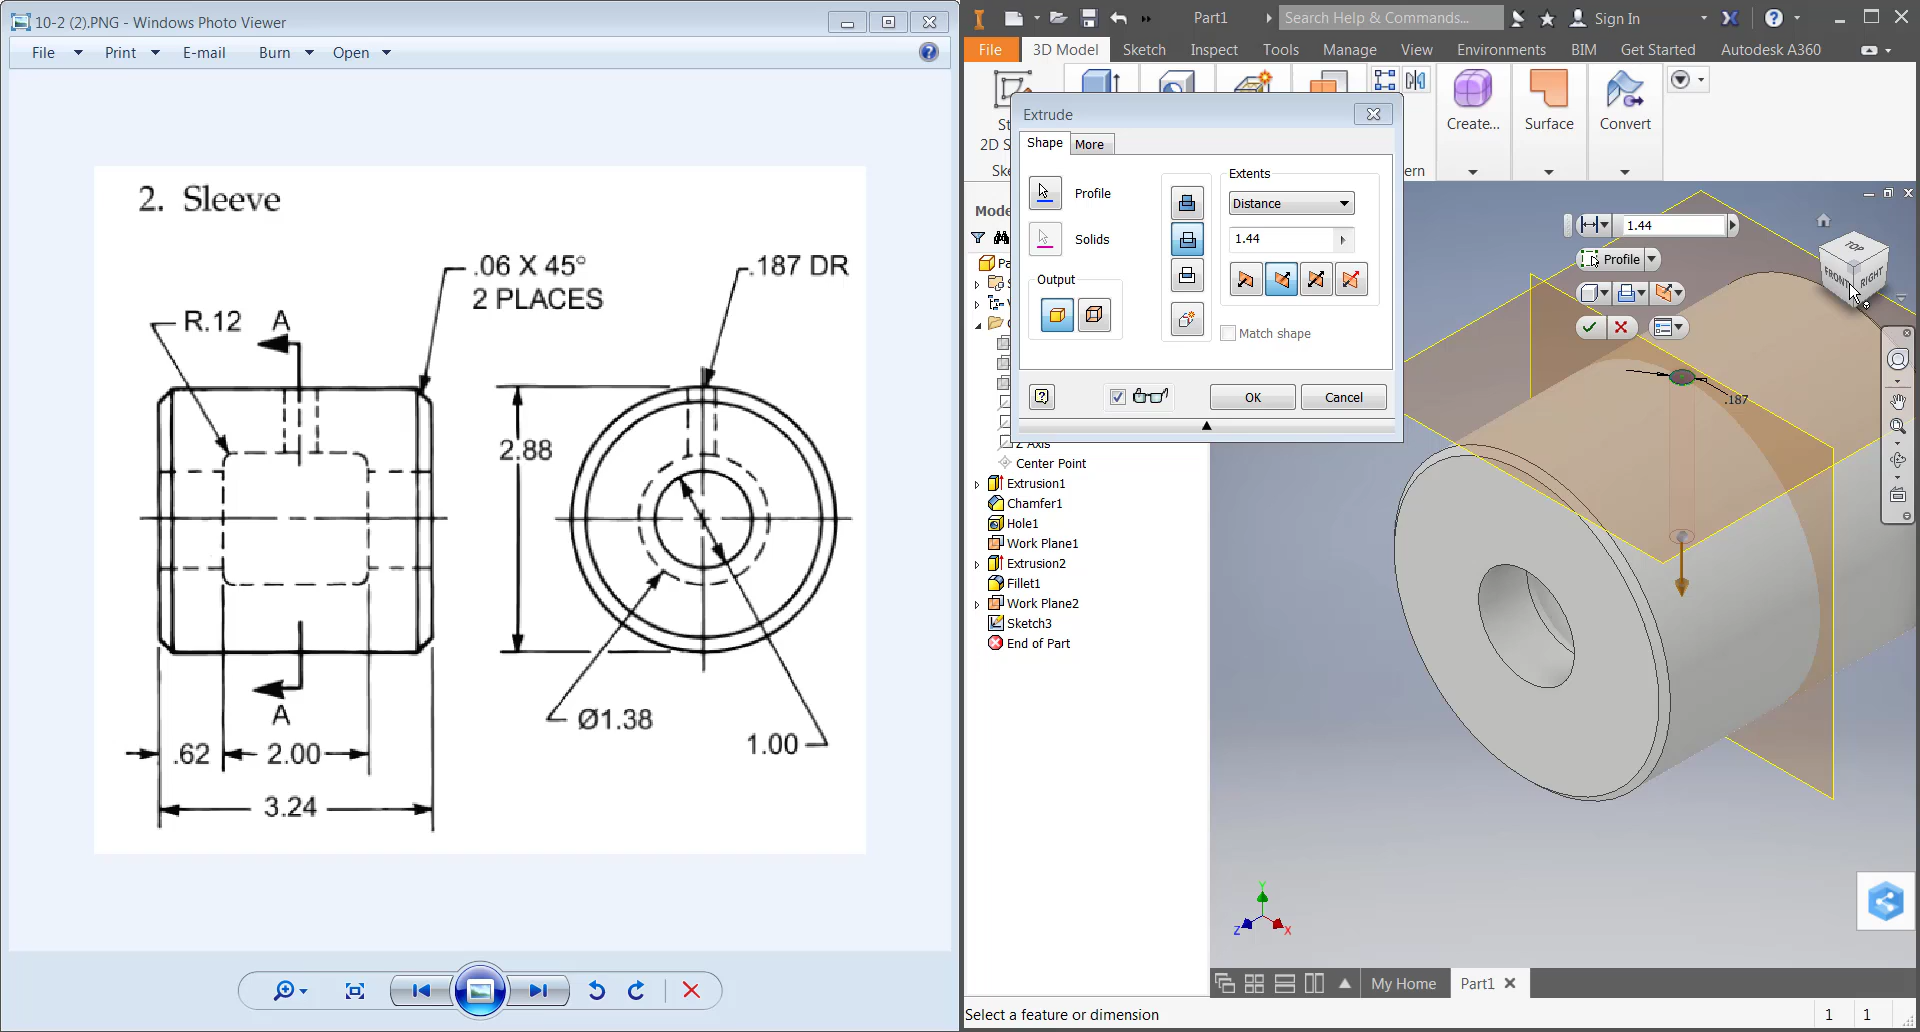 10-2 (2).PNG - Windows Photo Viewer
File Print E-mail Burn Open
2. Sleeve
.06 X 45°
2 PLACES
.187 DR
R.12
A
2.88
A
Ø1.38
1.00
.62
2.00
3.24
Part1
Search Help & Commands...
Sign In
File 3D Model Sketch Inspect Tools Manage View Environments BIM Get Started Autodesk A360
Create...
Surface
Convert
Extrude
Shape More
Profile
Solids
Output
Extents
Distance
1.44
Match shape
OK Cancel
Z Axis
Center Point
Extrusion1
Chamfer1
Hole1
Work Plane1
Extrusion2
Fillet1
Work Plane2
Sketch3
End of Part
1.44
Profile
.187
TOP
FRONT
RIGHT
Y
Z
X
My Home
Part1
Select a feature or dimension
1 1